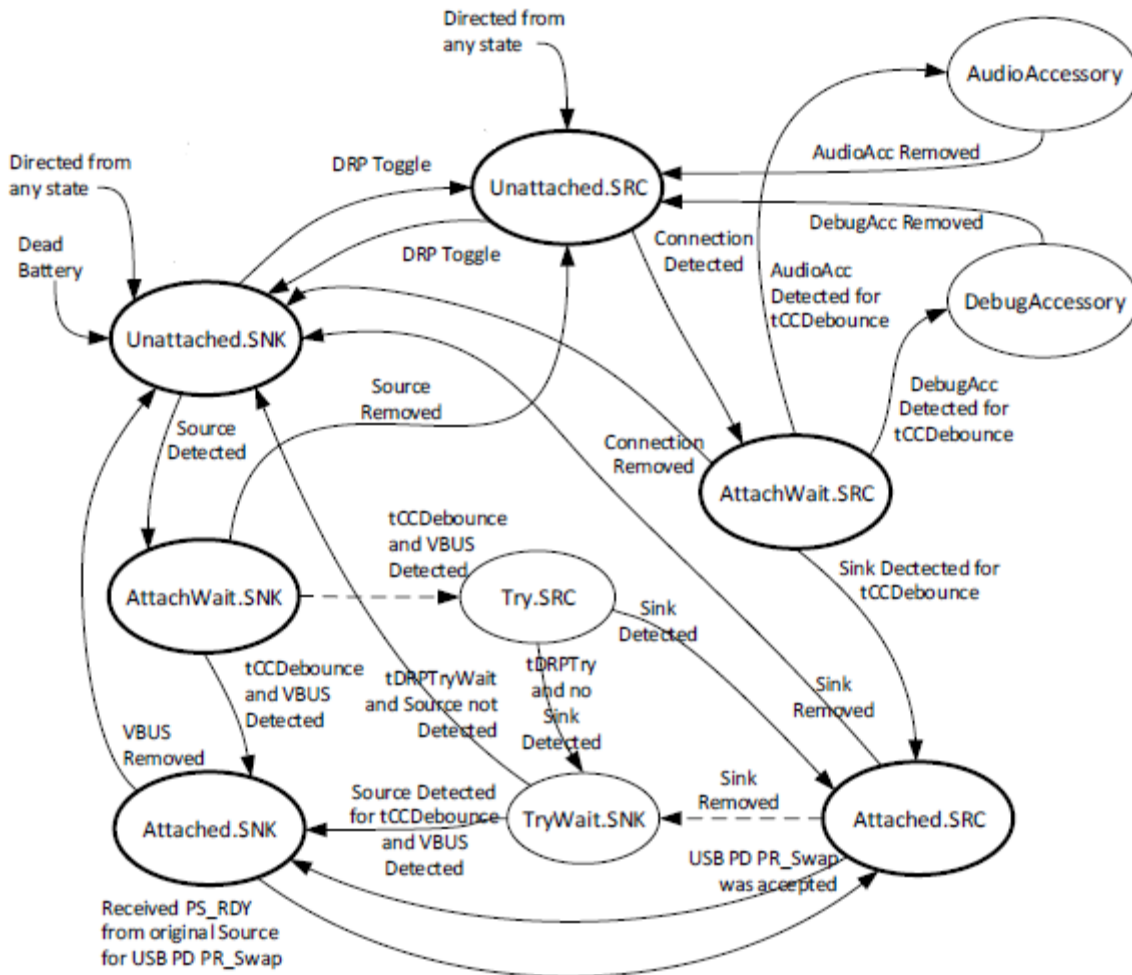 Directed from
any state
AudioAccessory
AudioAcc Removed
Directed from
any state
DRP Toggle
Unattached.SRC
DebugAcc Removed
Dead
Battery
DRP Toggle
Connection
Detected
AudioAcc
Detected for
tCCDebounce
DebugAccessory
Unattached.SNK
Source
Removed
DebugAcc
Detected for
tCCDebounce
Source
Detected
Connection
Removed
AttachWait.SRC
tCCDebounce
and VBUS
Detected
Sink Dectected for
tCCDebounce
AttachWait.SNK
Try.SRC
Sink
Detected
tCCDebounce
and VBUS
Detected
tDRPTryWait
and Source not
Detected
tDRPTry
and no
Sink
Detected
Sink
Removed
VBUS
Removed
Source Detected
for tCCDebounce
and VBUS
Detected
Sink
Removed
Attached.SNK
TryWait.SNK
Attached.SRC
USB PD PR_Swap
was accepted
Received PS_RDY
from original Source
for USB PD PR_Swap